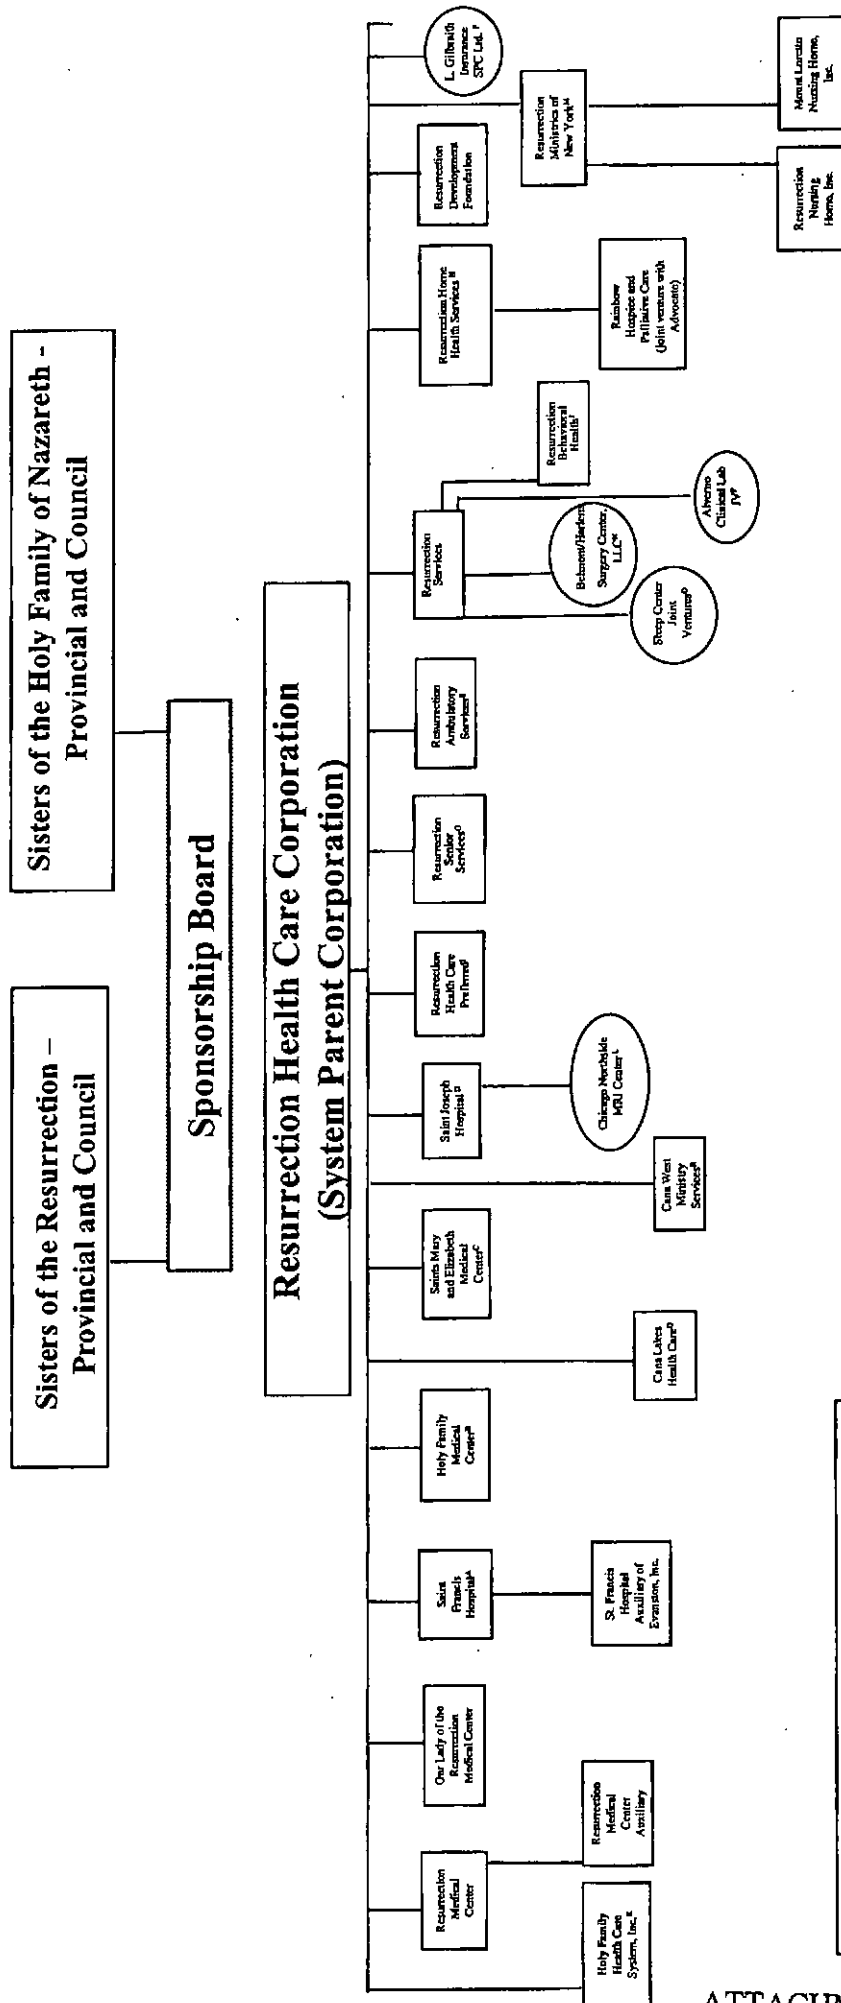 Sisters of the Resurrection –
Provincial and Council
Sisters of the Holy Family of Nazareth -
Provincial and Council
Sponsorship Board
Resurrection Health Care Corporation
(System Parent Corporation)
Resurrection
Medical
Center
Our Lady of the
Resurrection
Medical Center
Saint
Francis
Hospital^A
Holy Family
Medical
Center^B
Saints Mary
and Elizabeth
Medical
Center^C
Saint Joseph
Hospital
Resurrection
Health Care
Preferred
Resurrection
Senior
Services
Resurrection
Ambulatory
Services
Resurrection
Services
Resurrection Home
Health Services
Resurrection
Development
Foundation
L. Gilbraith
Insurance
SPC Ltd.
Holy Family
Health Care
System, Inc.
Resurrection
Medical
Center
Auxiliary
St. Francis
Hospital
Auxiliary of
Evanston, Inc.
Cana Lakes
Health Care
Cana West
Ministry
Services
Chicago Northside
MRI Center
Sleep Center
Joint
Ventures
Belmont/Harlem
Surgery Center,
LLC
Alverno
Clinical Lab
JV
Resurrection
Behavioral
Health
Rainbow
Hospice and
Palliative Care
(Joint venture with
Advocate)
Resurrection
Ministries of
New York
Resurrection
Nursing
Home, Inc.
Mount Loretto
Nursing Home,
Inc.